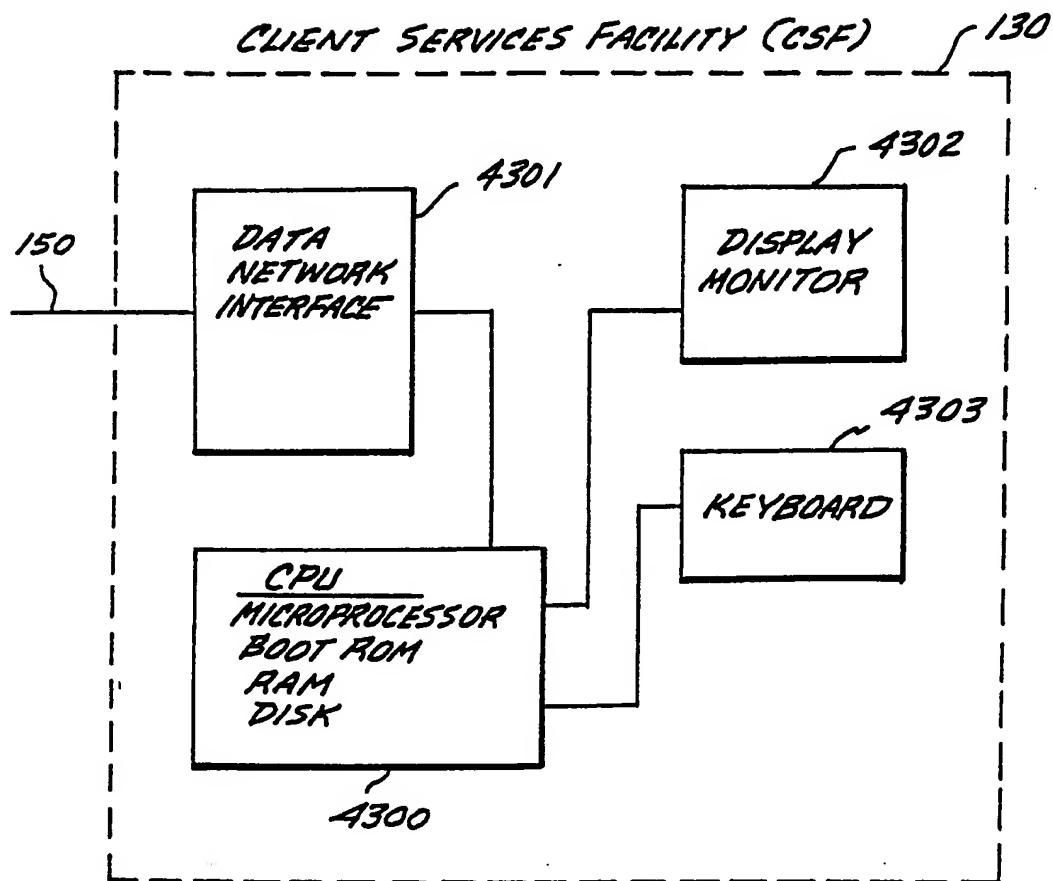 CLIENT SERVICES FACILITY (CSF)
130
4301
4302
150
DATA
NETWORK
INTERFACE
DISPLAY
MONITOR
4303
KEYBOARD
CPU
MICROPROCESSOR
BOOT ROM
RAM
DISK
4300